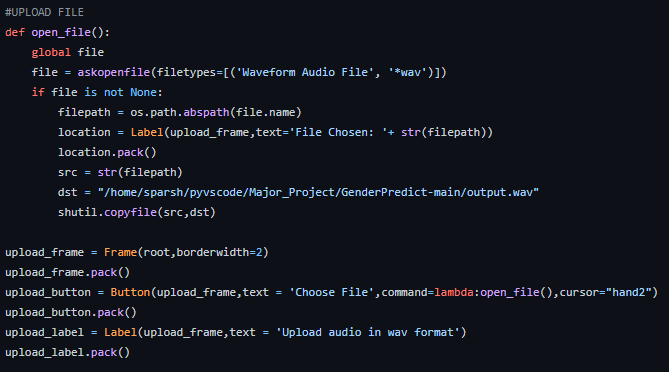 #UPLOAD FILE
def open_file():
    global file
    file = askopenfile(filetypes=[('Waveform Audio File', '*wav')])
    if file is not None:
        filepath = os.path.abspath(file.name)
        location = Label(upload_frame,text='File Chosen: '+ str(filepath))
        location.pack()
        src = str(filepath)
        dst = "/home/sparsh/pyvscode/Major_Project/GenderPredict-main/output.wav"
        shutil.copyfile(src,dst)

upload_frame = Frame(root,borderwidth=2)
upload_frame.pack()
upload_button = Button(upload_frame,text = 'Choose File',command=lambda:open_file(),cursor="hand2")
upload_button.pack()
upload_label = Label(upload_frame,text = 'Upload audio in wav format')
upload_label.pack()